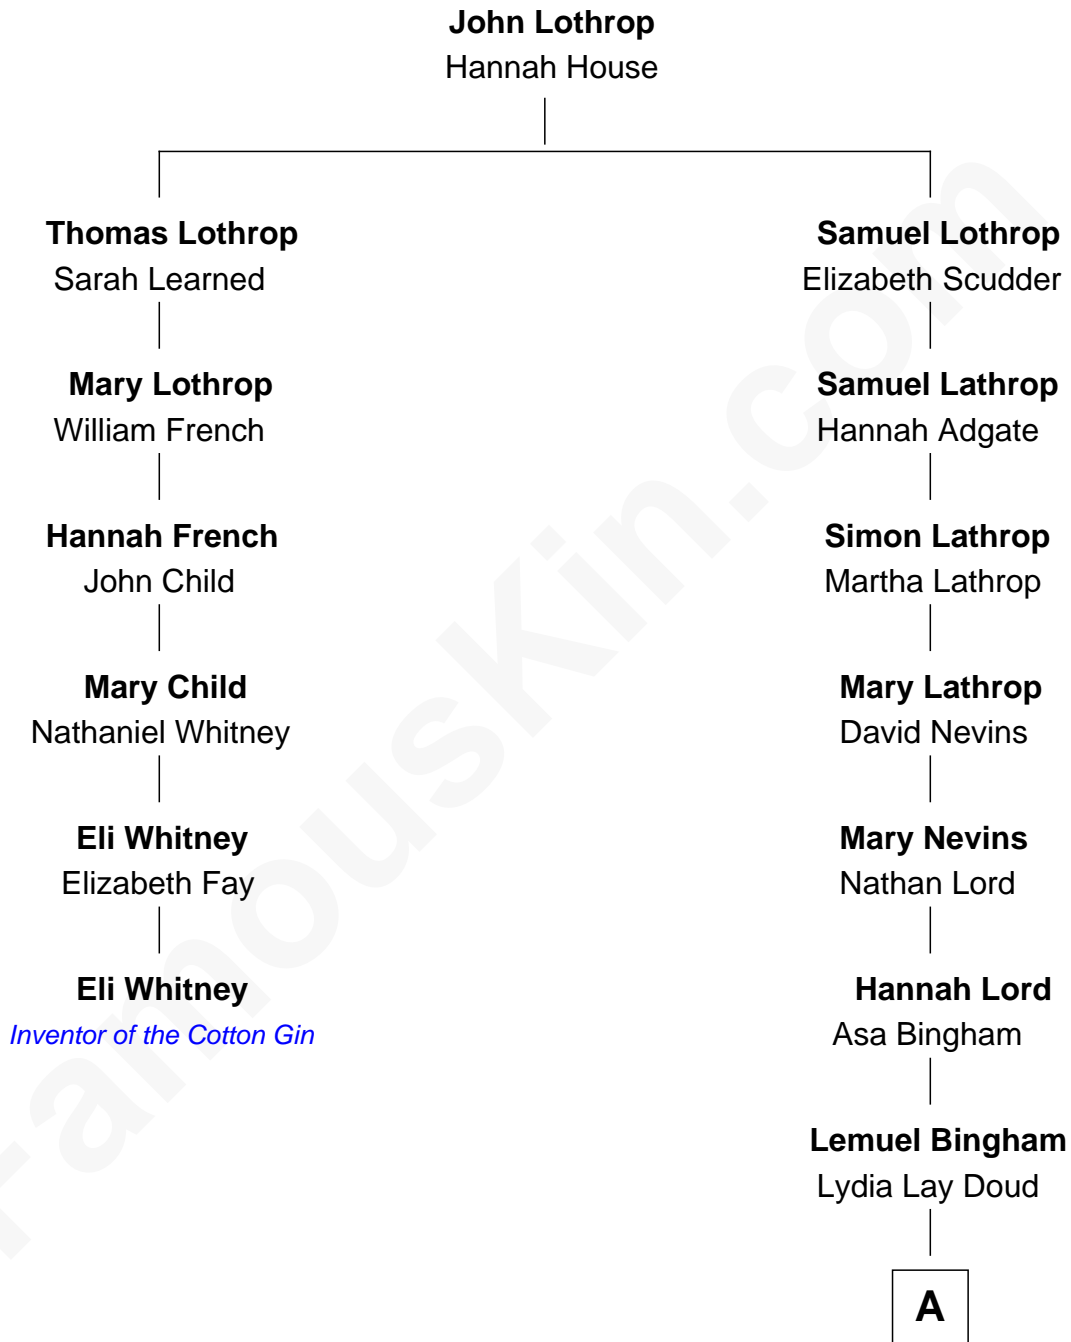 John Lothrop
Hannah House
Thomas Lothrop
Sarah Learned
Samuel Lothrop
Elizabeth Scudder
Mary Lothrop
William French
Samuel Lathrop
Hannah Adgate
Hannah French
John Child
Simon Lathrop
Martha Lathrop
Mary Child
Nathaniel Whitney
Mary Lathrop
David Nevins
Eli Whitney
Elizabeth Fay
Mary Nevins
Nathan Lord
Eli Whitney
Inventor of the Cotton Gin
Hannah Lord
Asa Bingham
Lemuel Bingham
Lydia Lay Doud
A
FamousKin.com